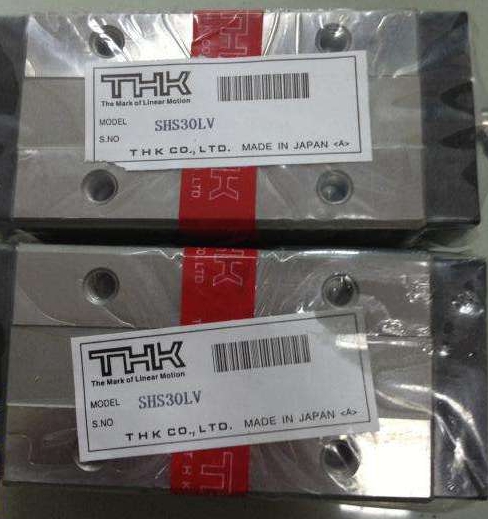 THK
The Mark of Linear Motion
MODEL SHS30LV
S.NO
THK CO., LTD. MADE IN JAPAN <A>
THK
THK
The Mark of Linear Motion
MODEL SHS30LV
S.NO
THK CO., LTD. MADE IN JAPAN <A>